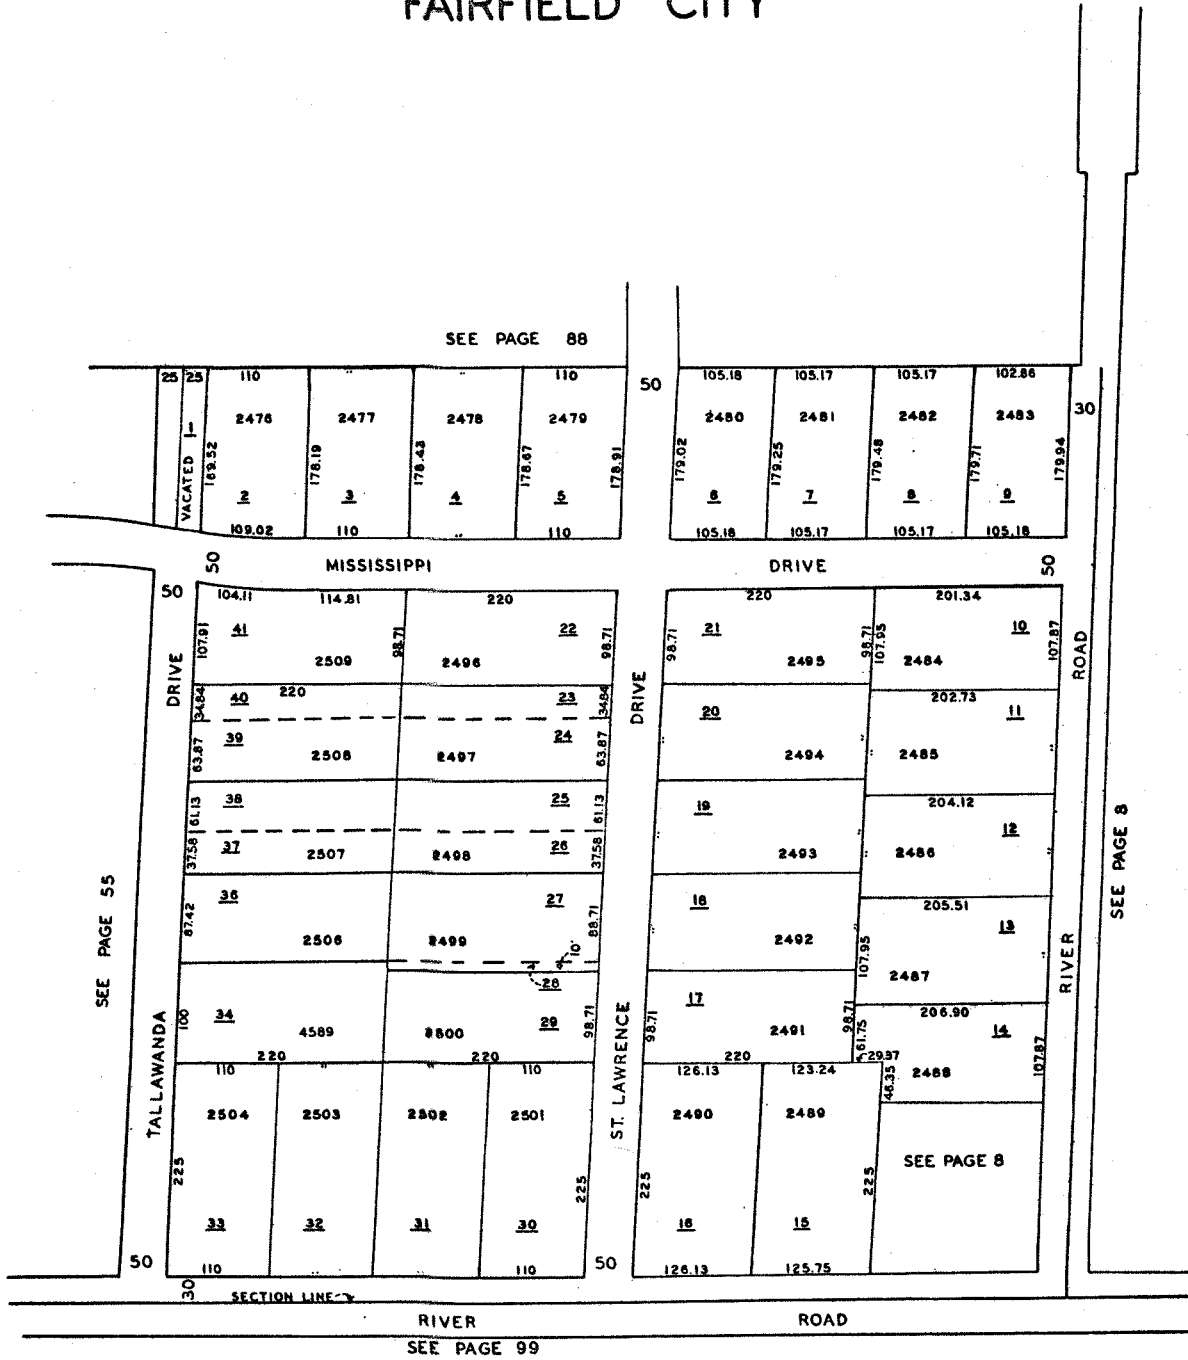 FAIRFIELD CITY
SEE PAGE 88
25 25 110 " " 110 50 105.18 105.17 105.17 102.86 30
2476 2477 2478 2479 2480 2481 2482 2483
VACATED 1
169.52 178.19 178.43 178.67 178.91 179.02 179.25 179.48 179.71 179.94
2 3 4 5 6 7 8 9
109.02 110 " 110 105.18 105.17 105.17 105.18
50 MISSISSIPPI DRIVE 50
50 104.11 114.81 220 220 201.34
107.91 41 98.71 22 98.71 98.71 21 98.71 107.95 10 107.87
2509 2496 2495 2484
DRIVE DRIVE ROAD
34.84 40 220 23 34.84 20 202.73 11
63.87 39 24 63.87
2508 2497 2494 2485
61.13 38 25 61.13 19 204.12 12
37.58 37 26 37.58
2507 2498 2493 2486
SEE PAGE 55
SEE PAGE 8
87.42 36 27 88.71 18 205.51 13
2506 2499 10' 2492 107.95 2487
RIVER
28
100 34 29 98.71 98.71 17 98.71 61.75 206.90 14 107.87
4589 2500 2491
220 220 220 29.37
TALLAWANDA
ST. LAWRENCE
110 " 110 126.13 123.24 46.35 2488
2504 2503 2502 2501 2490 2489
SEE PAGE 8
225 225 225 225
33 32 31 30 16 15
50 110 " " 110 50 126.13 125.75
30 SECTION LINE
RIVER ROAD
SEE PAGE 99